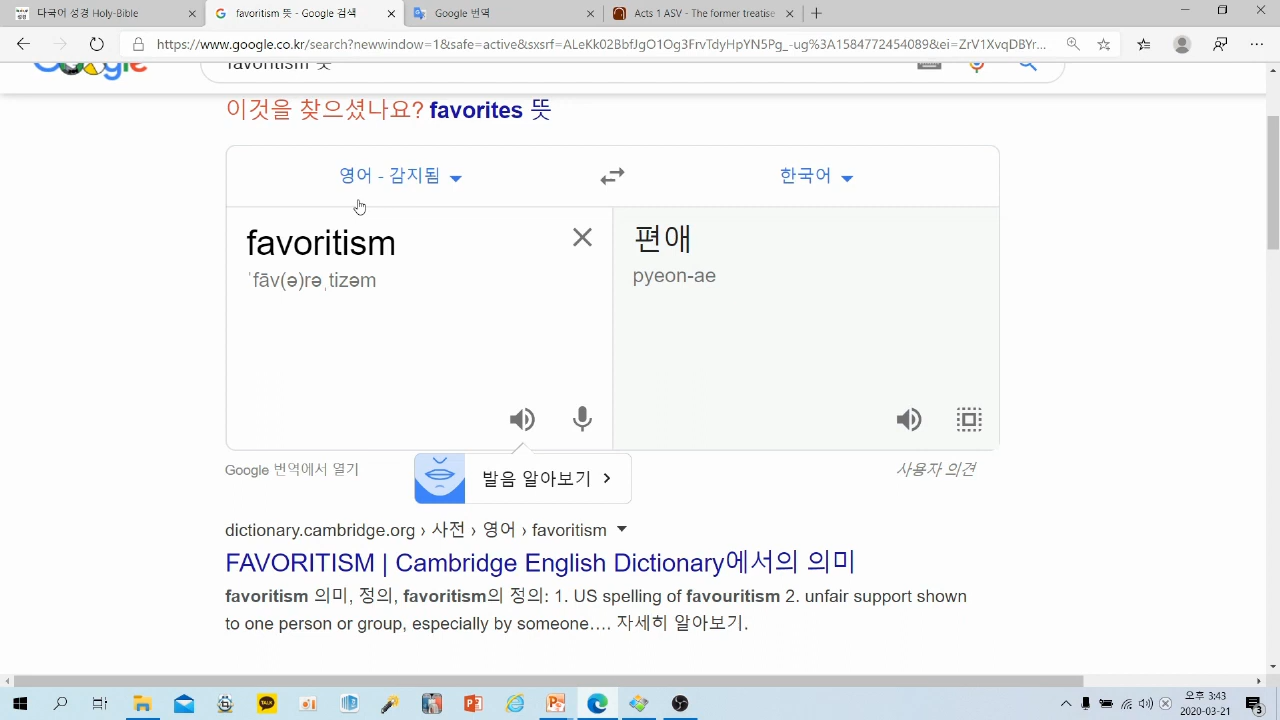 다국어 성경 Holy-Bible
favoritism 뜻 - Google 검색
Google 번역
Acts 1 ASV - The former treatise
https://www.google.co.kr/search?newwindow=1&safe=active&sxsrf=ALeKk02BbfJgO1Og3FrvTdyHpYNLPg_-ug%3A1584772454089&ei=ZrV1XvqDBYr...
favoritism 뜻
이것을 찾으셨나요? favorites 뜻
영어 - 감지됨
한국어
favoritism
편애
ˈfāv(ə)rəˌtizəm
pyeon-ae
Google 번역에서 열기
사용자 의견
발음 알아보기
dictionary.cambridge.org › 사전 › 영어 › favoritism
FAVORITISM | Cambridge English Dictionary에서의 의미
favoritism 의미, 정의, favoritism의 정의: 1. US spelling of favouritism 2. unfair support shown
to one person or group, especially by someone…. 자세히 알아보기.
오후 3:43
2020-03-21